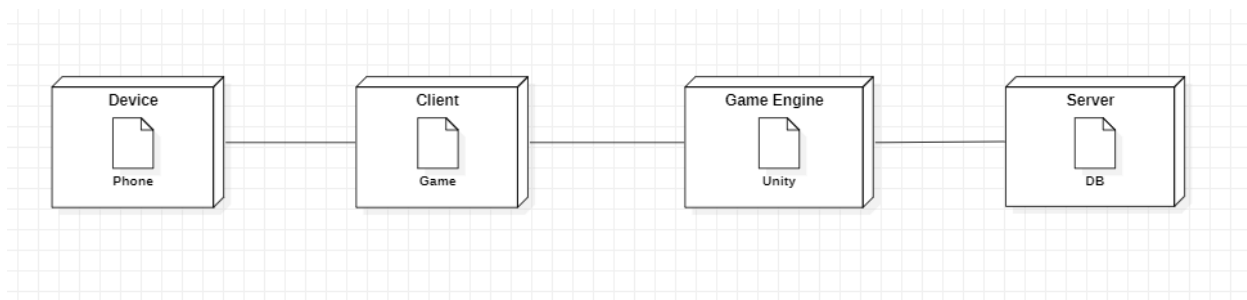 Device
Phone
Client
Game
Game Engine
Unity
Server
DB